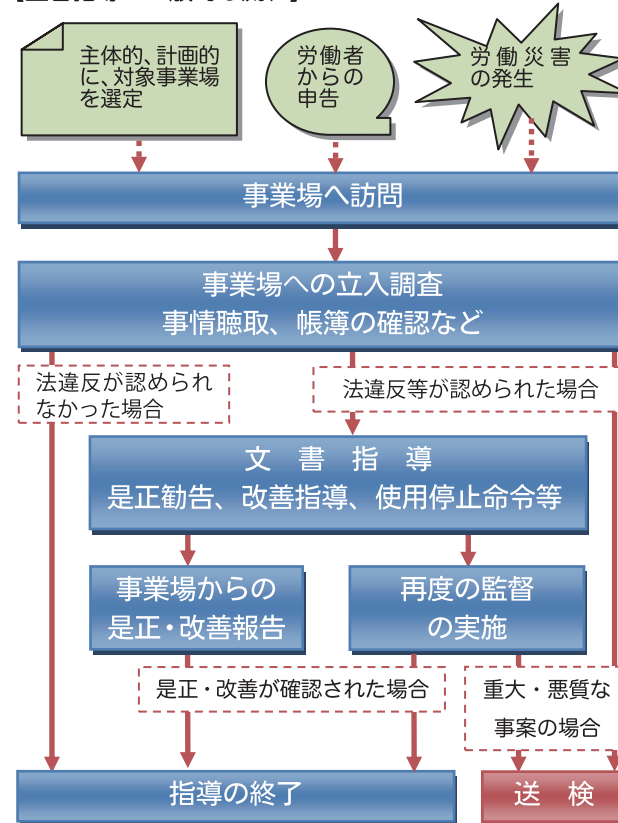 主体的、計画的
に、対象事業場
を選定
労働者
からの
申告
労働災害
の発生
事業場へ訪問
事業場への立入調査
事情聴取、帳簿の確認など
法違反が認められ
なかった場合
法違反等が認められた場合
文書指導
是正勧告、改善指導、使用停止命令等
事業場からの
是正・改善報告
再度の監督
の実施
是正・改善が確認された場合
重大・悪質な
事案の場合
指導の終了
送検